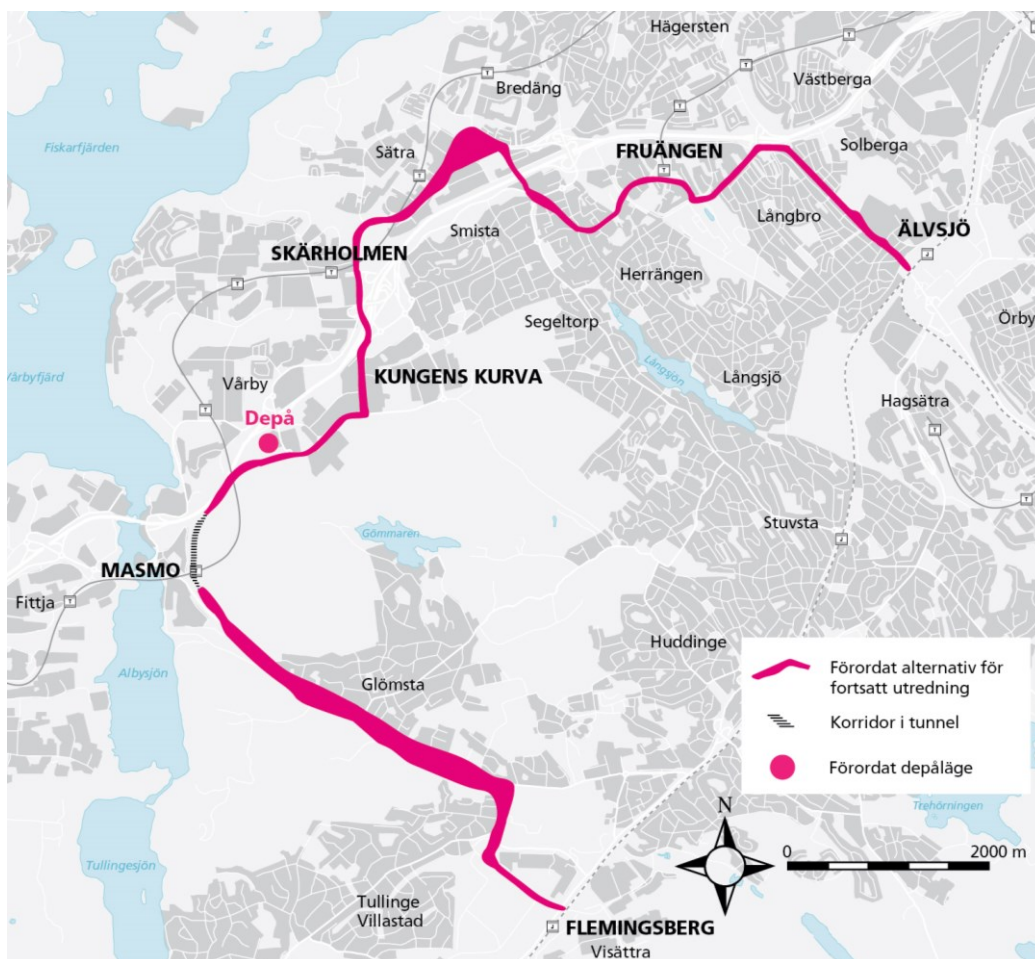 Hägersten
Västberga
Bredäng
Fiskarfjärden
Solberga
Sätra
FRUÄNGEN
Långbro
ÄLVSJÖ
Smista
SKÄRHOLMEN
Herrängen
Örby
Segeltorp
Långsjön
Vårbyfjärd
Vårby
KUNGENS KURVA
Långsjö
Hagsätra
Depå
Stuvsta
Gömmaren
MASMO
Fittja
Huddinge
Albysjön
Glömsta
Förordat alternativ för
fortsatt utredning
Korridor i tunnel
Förordat depåläge
N
Trehörningen
0
2000 m
Tullingesjön
Tullinge
Villastad
FLEMINGSBERG
Visättra